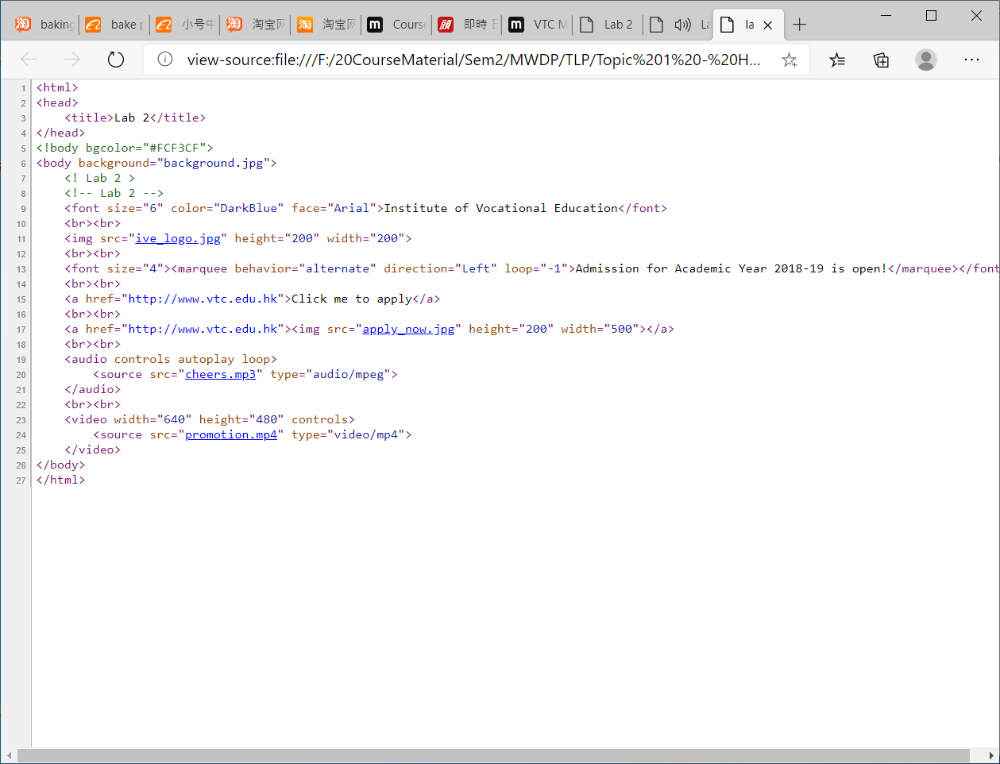 baking
bake p
小号中
淘宝网
淘宝网
Course
即時
VTC M
Lab 2
La
la
view-source:file:///F:/20CourseMaterial/Sem2/MWDP/TLP/Topic%201%20-%20H...
1 <html>
2 <head>
3 <title>Lab 2</title>
4 </head>
5 <!body bgcolor="#FCF3CF">
6 <body background="background.jpg">
7 <! Lab 2 >
8 <!-- Lab 2 -->
9 <font size="6" color="DarkBlue" face="Arial">Institute of Vocational Education</font>
10 <br><br>
11 <img src="ive_logo.jpg" height="200" width="200">
12 <br><br>
13 <font size="4"><marquee behavior="alternate" direction="Left" loop="-1">Admission for Academic Year 2018-19 is open!</marquee></font
14 <br><br>
15 <a href="http://www.vtc.edu.hk">Click me to apply</a>
16 <br><br>
17 <a href="http://www.vtc.edu.hk"><img src="apply_now.jpg" height="200" width="500"></a>
18 <br><br>
19 <audio controls autoplay loop>
20 <source src="cheers.mp3" type="audio/mpeg">
21 </audio>
22 <br><br>
23 <video width="640" height="480" controls>
24 <source src="promotion.mp4" type="video/mp4">
25 </video>
26 </body>
27 </html>